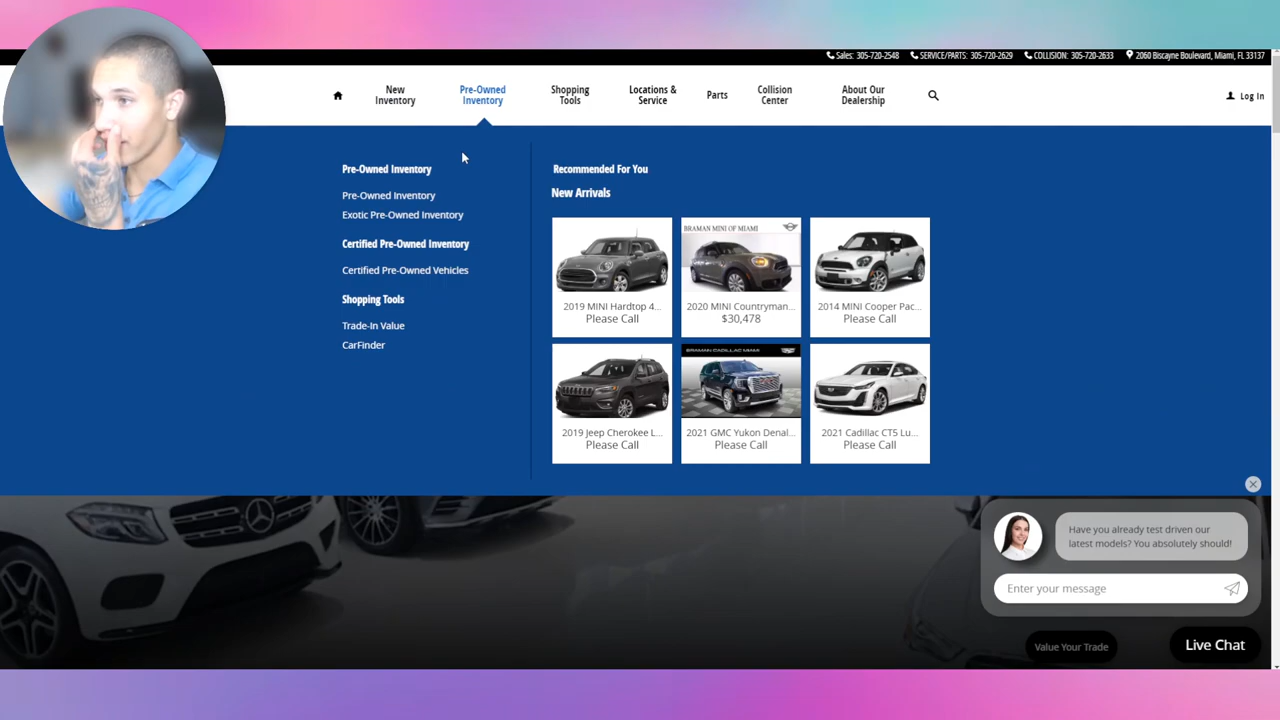 Sales: 305-720-2548 SERVICE/PARTS: 305-720-2629 COLLISION: 305-720-2633 2060 Biscayne Boulevard, Miami, FL 33137
New Inventory
Pre-Owned Inventory
Shopping Tools
Locations & Service
Parts
Collision Center
About Our Dealership
Log In
Pre-Owned Inventory
Pre-Owned Inventory
Exotic Pre-Owned Inventory
Certified Pre-Owned Inventory
Certified Pre-Owned Vehicles
Shopping Tools
Trade-In Value
CarFinder
Recommended For You
New Arrivals
BRAMAN MINI OF MIAMI
2019 MINI Hardtop 4...
Please Call
2020 MINI Countryman...
$30,478
2014 MINI Cooper Pac...
Please Call
BRAMAN CADILLAC MIAMI
2019 Jeep Cherokee L...
Please Call
2021 GMC Yukon Denal...
Please Call
2021 Cadillac CT5 Lu...
Please Call
Have you already test driven our
latest models? You absolutely should!
Enter your message
Value Your Trade
Live Chat